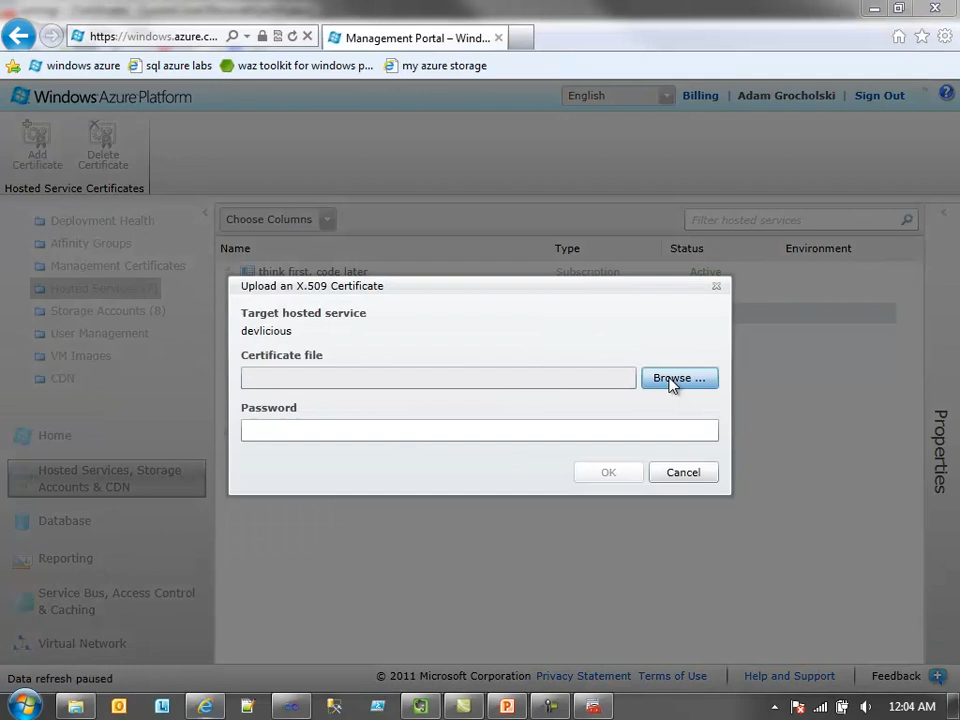 https://windows.azure.c...
Management Portal – Wind...
windows azure
sql azure labs
waz toolkit for windows p...
my azure storage
Windows Azure Platform
English
Billing
Adam Grocholski
Sign Out
Add
Certificate
Delete
Certificate
Hosted Service Certificates
Deployment Health
Affinity Groups
Management Certificates
Hosted Services (7)
Storage Accounts (8)
User Management
VM Images
CDN
Home
Hosted Services, Storage
Accounts & CDN
Database
Reporting
Service Bus, Access Control
& Caching
Virtual Network
Choose Columns
Filter hosted services
Name
Type
Status
Environment
think first, code later
Subscription
Active
Upload an X.509 Certificate
Target hosted service
devlicious
Certificate file
Browse ...
Password
OK
Cancel
Properties
Data refresh paused
© 2011 Microsoft Corporation
Privacy Statement
Terms of Use
Help and Support
Feedback
12:04 AM